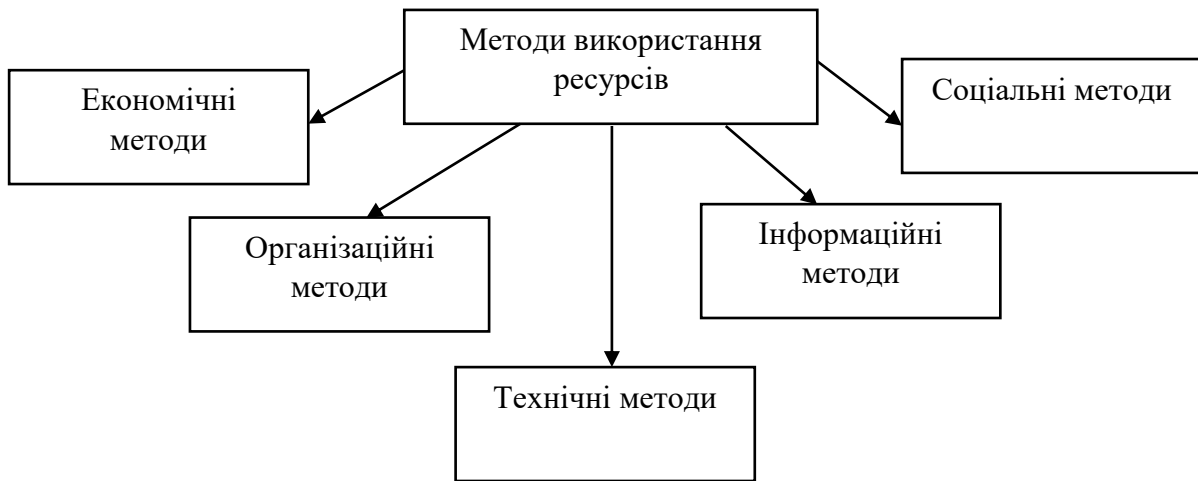 Методи використання
ресурсів
Економічні
методи
Соціальні методи
Організаційні
методи
Інформаційні
методи
Технічні методи